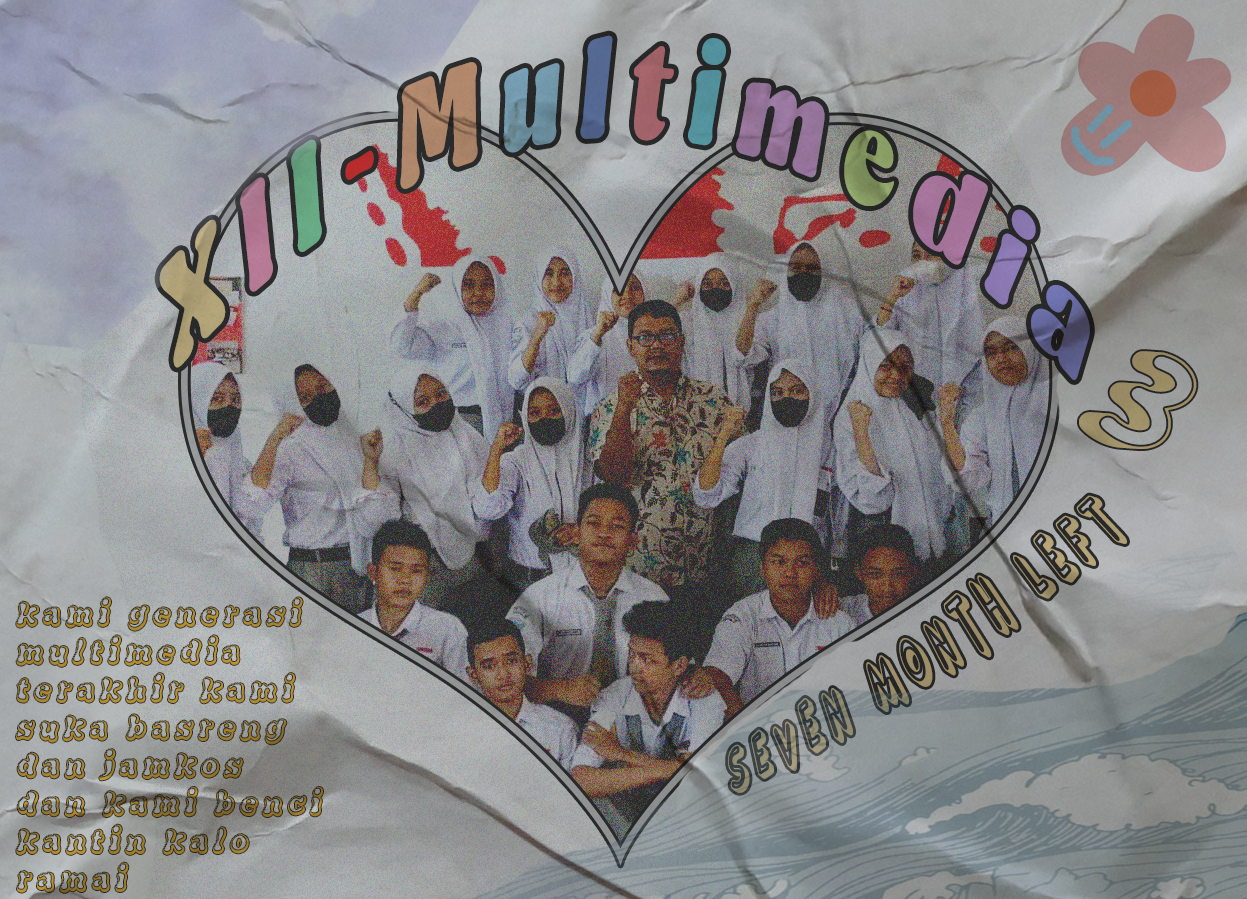 XII-Multimedia 3
SEVEN MONTH LEFT
kami generasi
multimedia
terakhir kami
suka basreng
dan jamkos
dan kami benci
kantin kalo
ramai